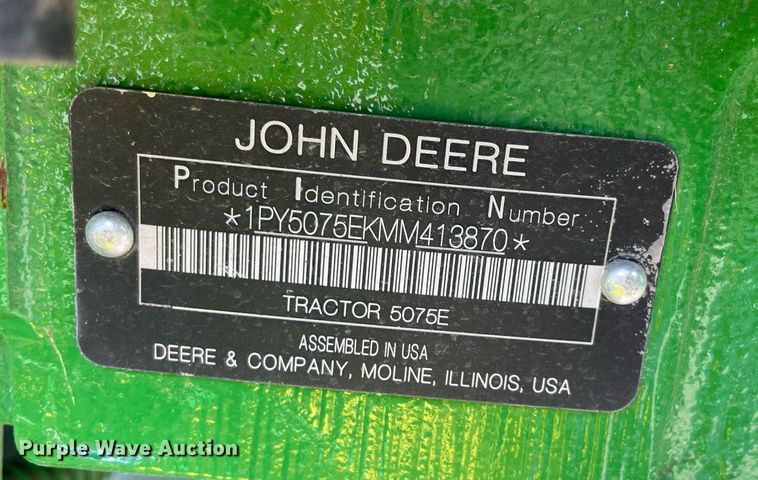 JOHN DEERE
Product Identification Number
*1PY5075EKMM413870*
TRACTOR 5075E
ASSEMBLED IN USA
DEERE & COMPANY, MOLINE, ILLINOIS, USA
Purple Wave Auction